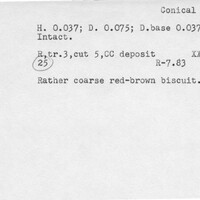 Conical
H. 0.037; D. 0.075; D.base 0.037
Intact.
R,tr.3,cut 5,CC deposit
25 R-7.83
Rather coarse red-brown biscuit.